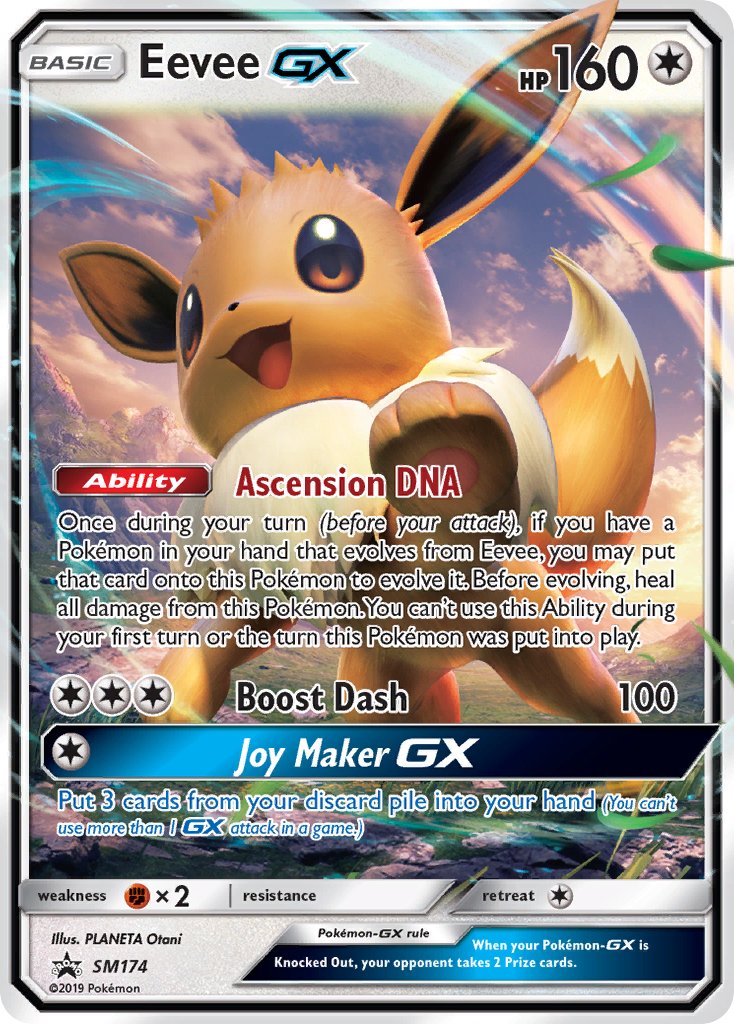 BASIC Eevee GX HP 160
Ability Ascension DNA
Once during your turn (before your attack), if you have a
Pokémon in your hand that evolves from Eevee, you may put
that card onto this Pokémon to evolve it. Before evolving, heal
all damage from this Pokémon. You can't use this Ability during
your first turn or the turn this Pokémon was put into play.
Boost Dash 100
Joy Maker GX
Put 3 cards from your discard pile into your hand (You can't
use more than 1 GX attack in a game.)
weakness ×2 resistance retreat
Illus. PLANETA Otani
SM174
©2019 Pokémon
Pokémon-GX rule
When your Pokémon-GX is
Knocked Out, your opponent takes 2 Prize cards.